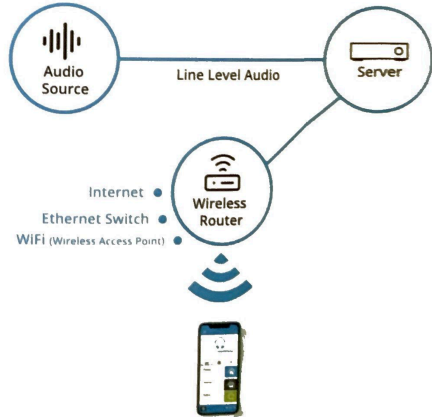 Audio
Source
Line Level Audio
Server
Internet
Ethernet Switch
WiFi (Wireless Access Point)
Wireless
Router